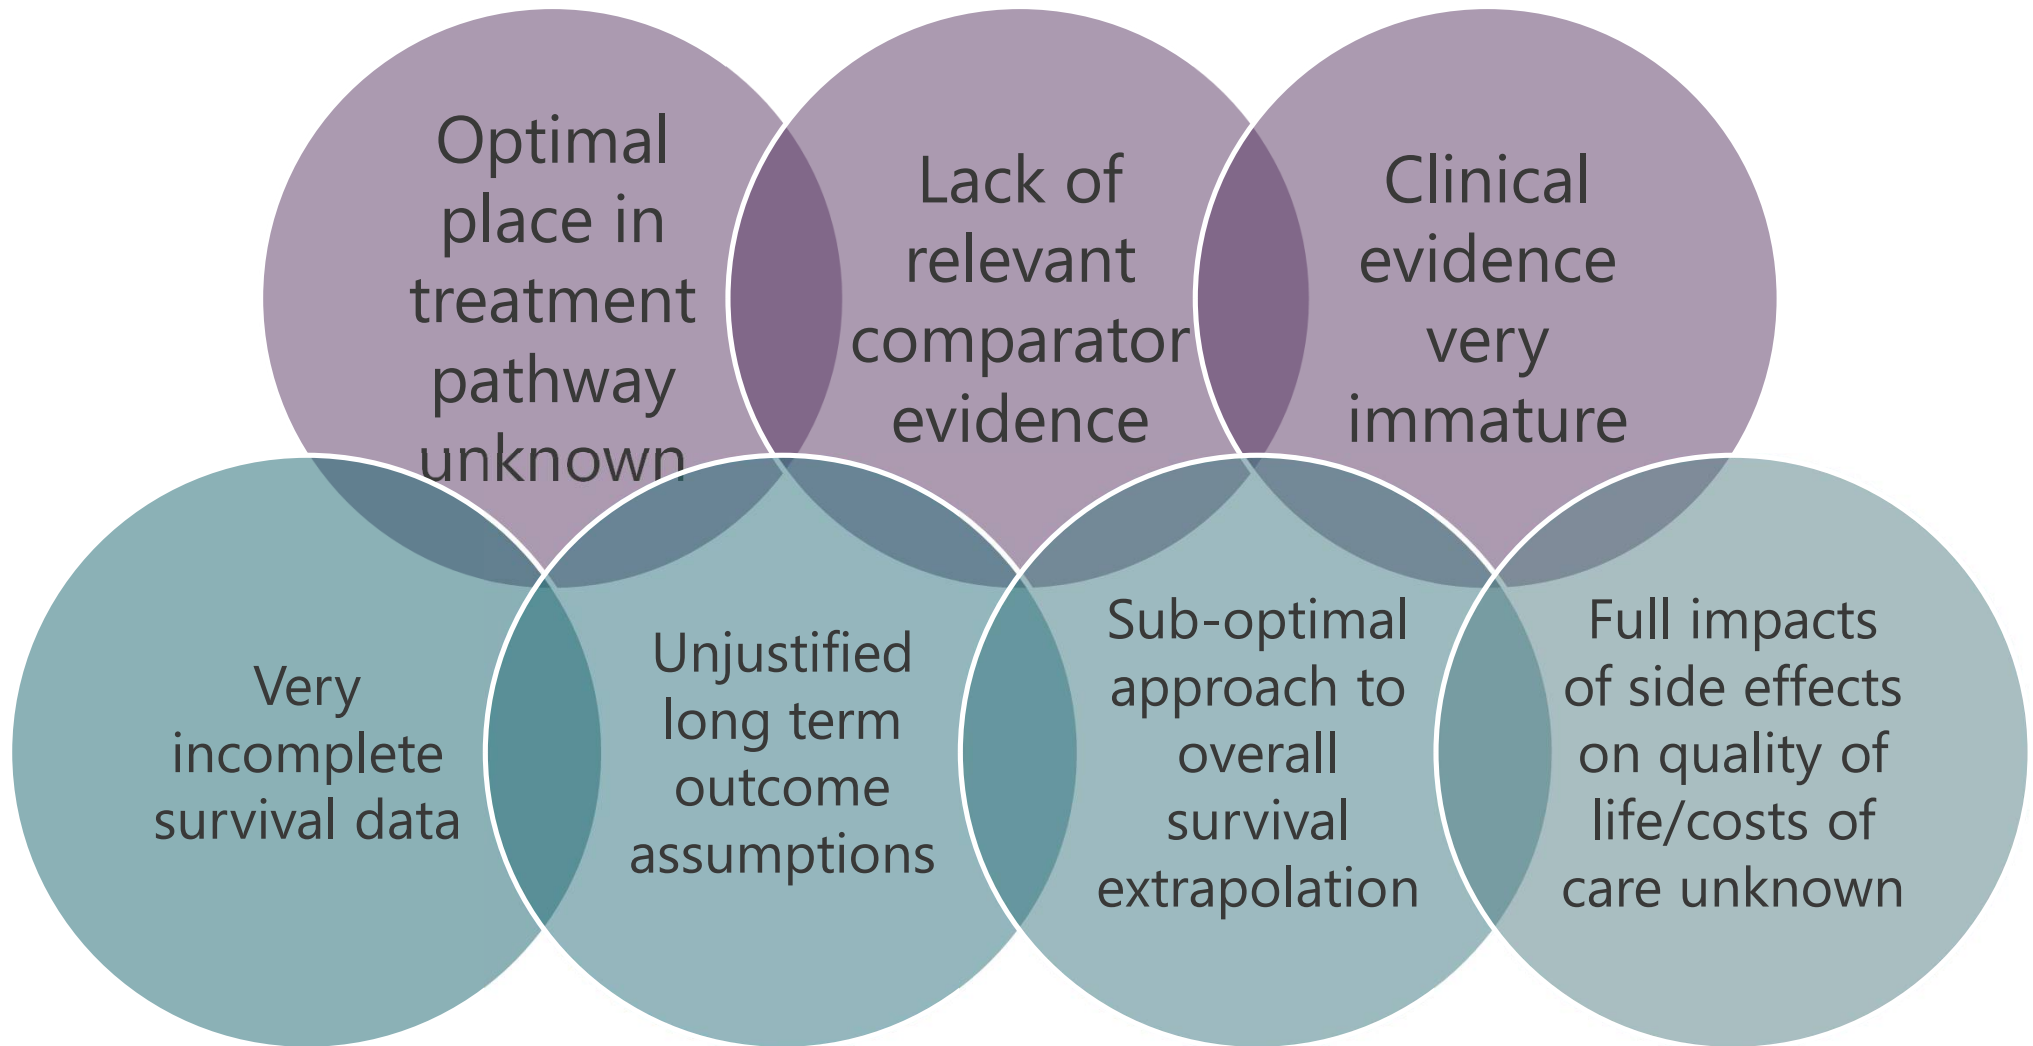 Optimal
place in
treatment
pathway
unknown
Lack of
relevant
comparator
evidence
Clinical
evidence
very
immature
Very
incomplete
survival data
Unjustified
long term
outcome
assumptions
Sub-optimal
approach to
overall
survival
extrapolation
Full impacts
of side effects
on quality of
life/costs of
care unknown